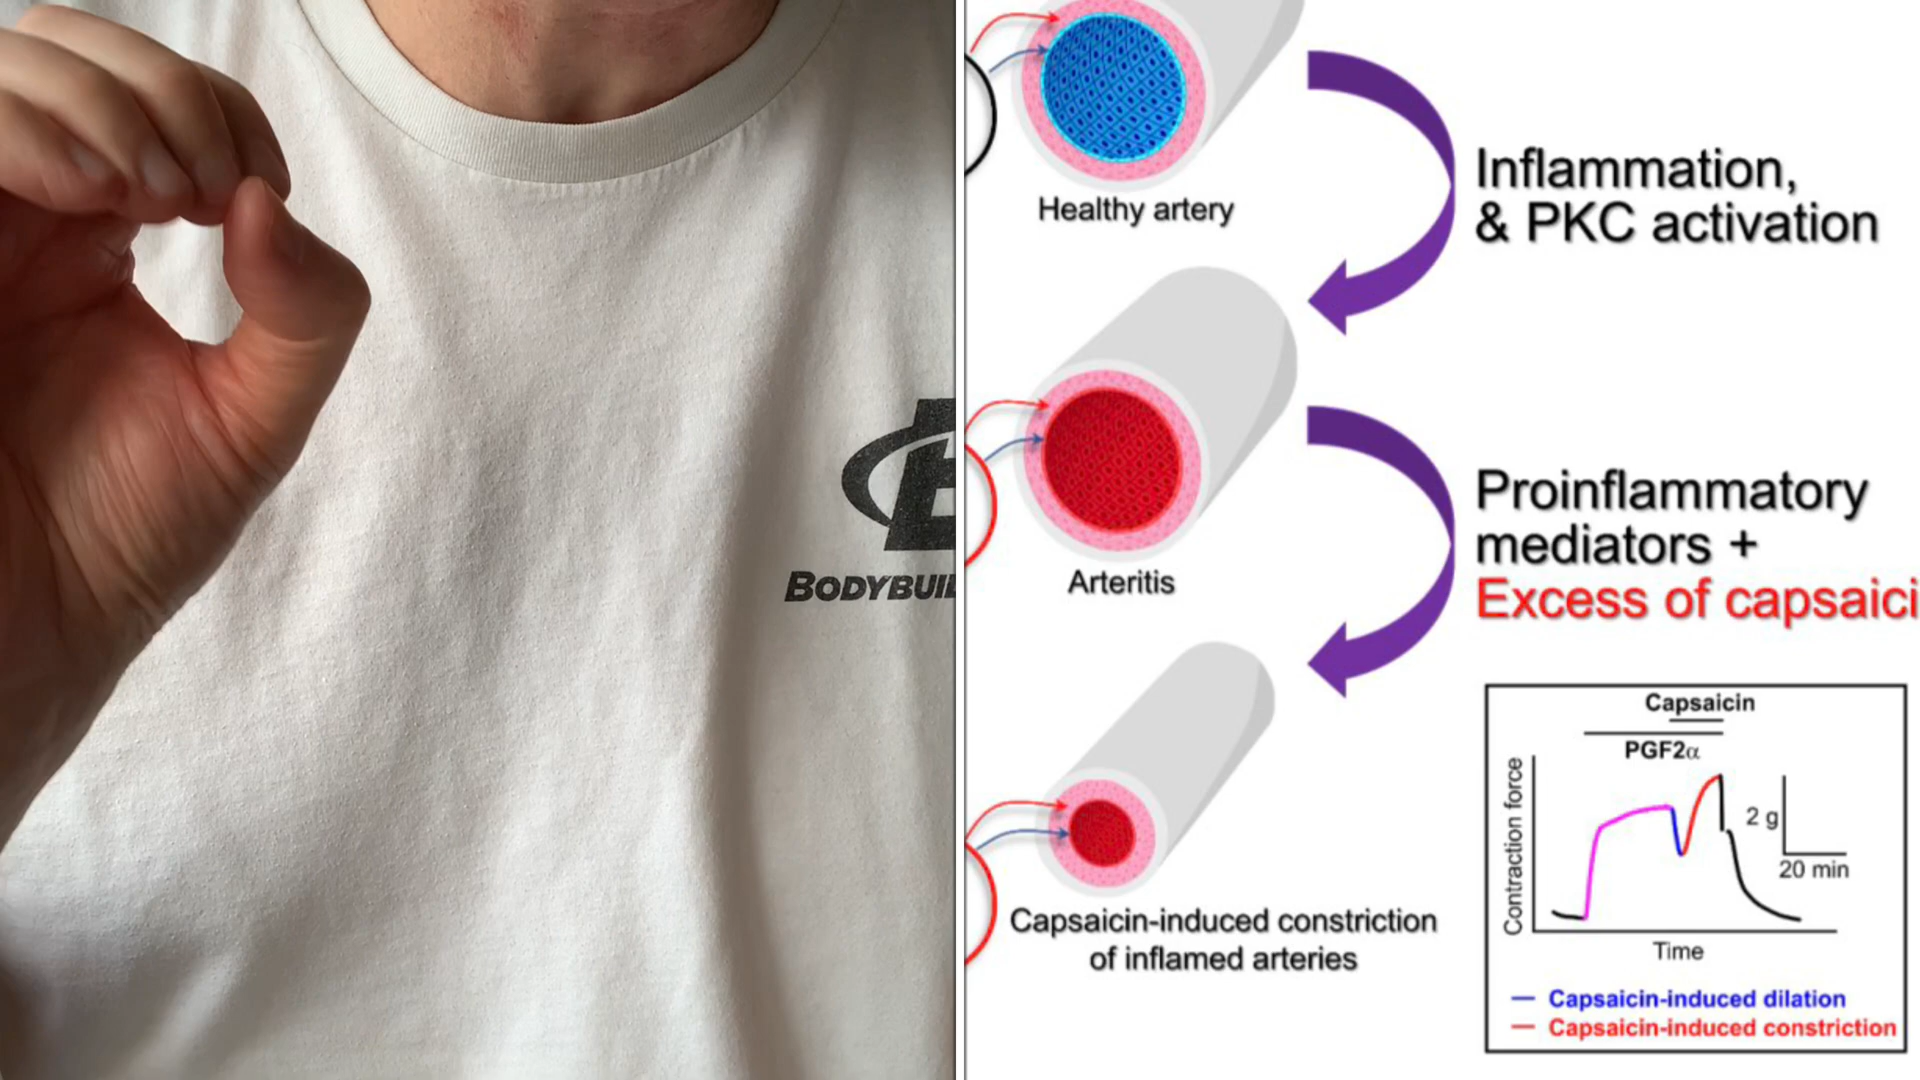 BODYBUIL
Healthy artery
Inflammation,
& PKC activation
Arteritis
Proinflammatory
mediators +
Excess of capsaici
Capsaicin-induced constriction
of inflamed arteries
Capsaicin
PGF2α
Contraction force
2 g
20 min
Time
Capsaicin-induced dilation
Capsaicin-induced constriction